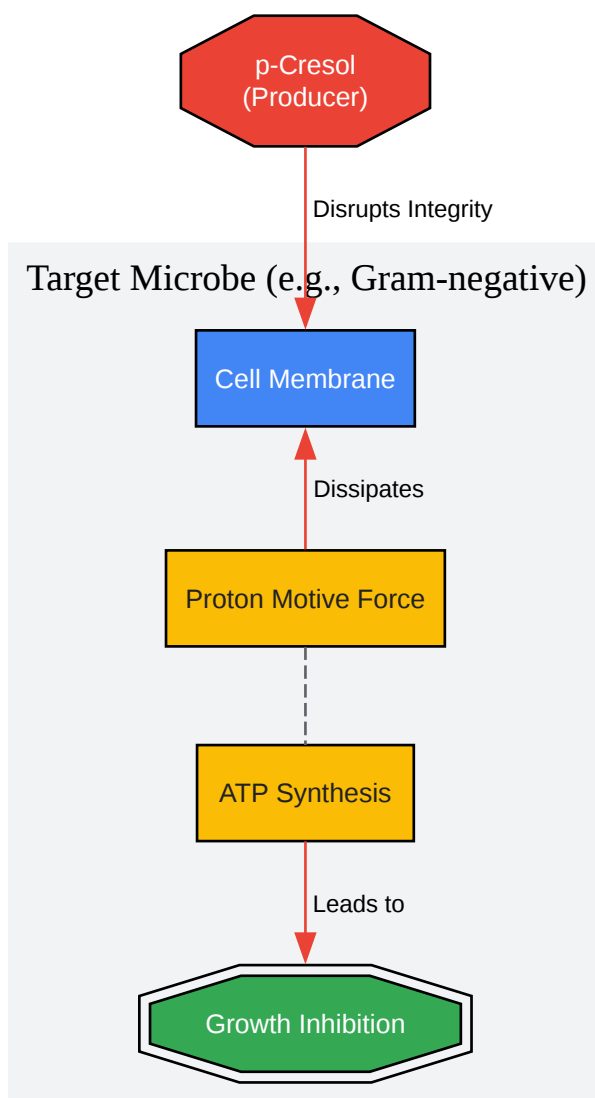 p-Cresol
(Producer)
Disrupts Integrity
Target Microbe (e.g., Gram-negative)
Cell Membrane
Dissipates
Proton Motive Force
ATP Synthesis
Leads to
Growth Inhibition